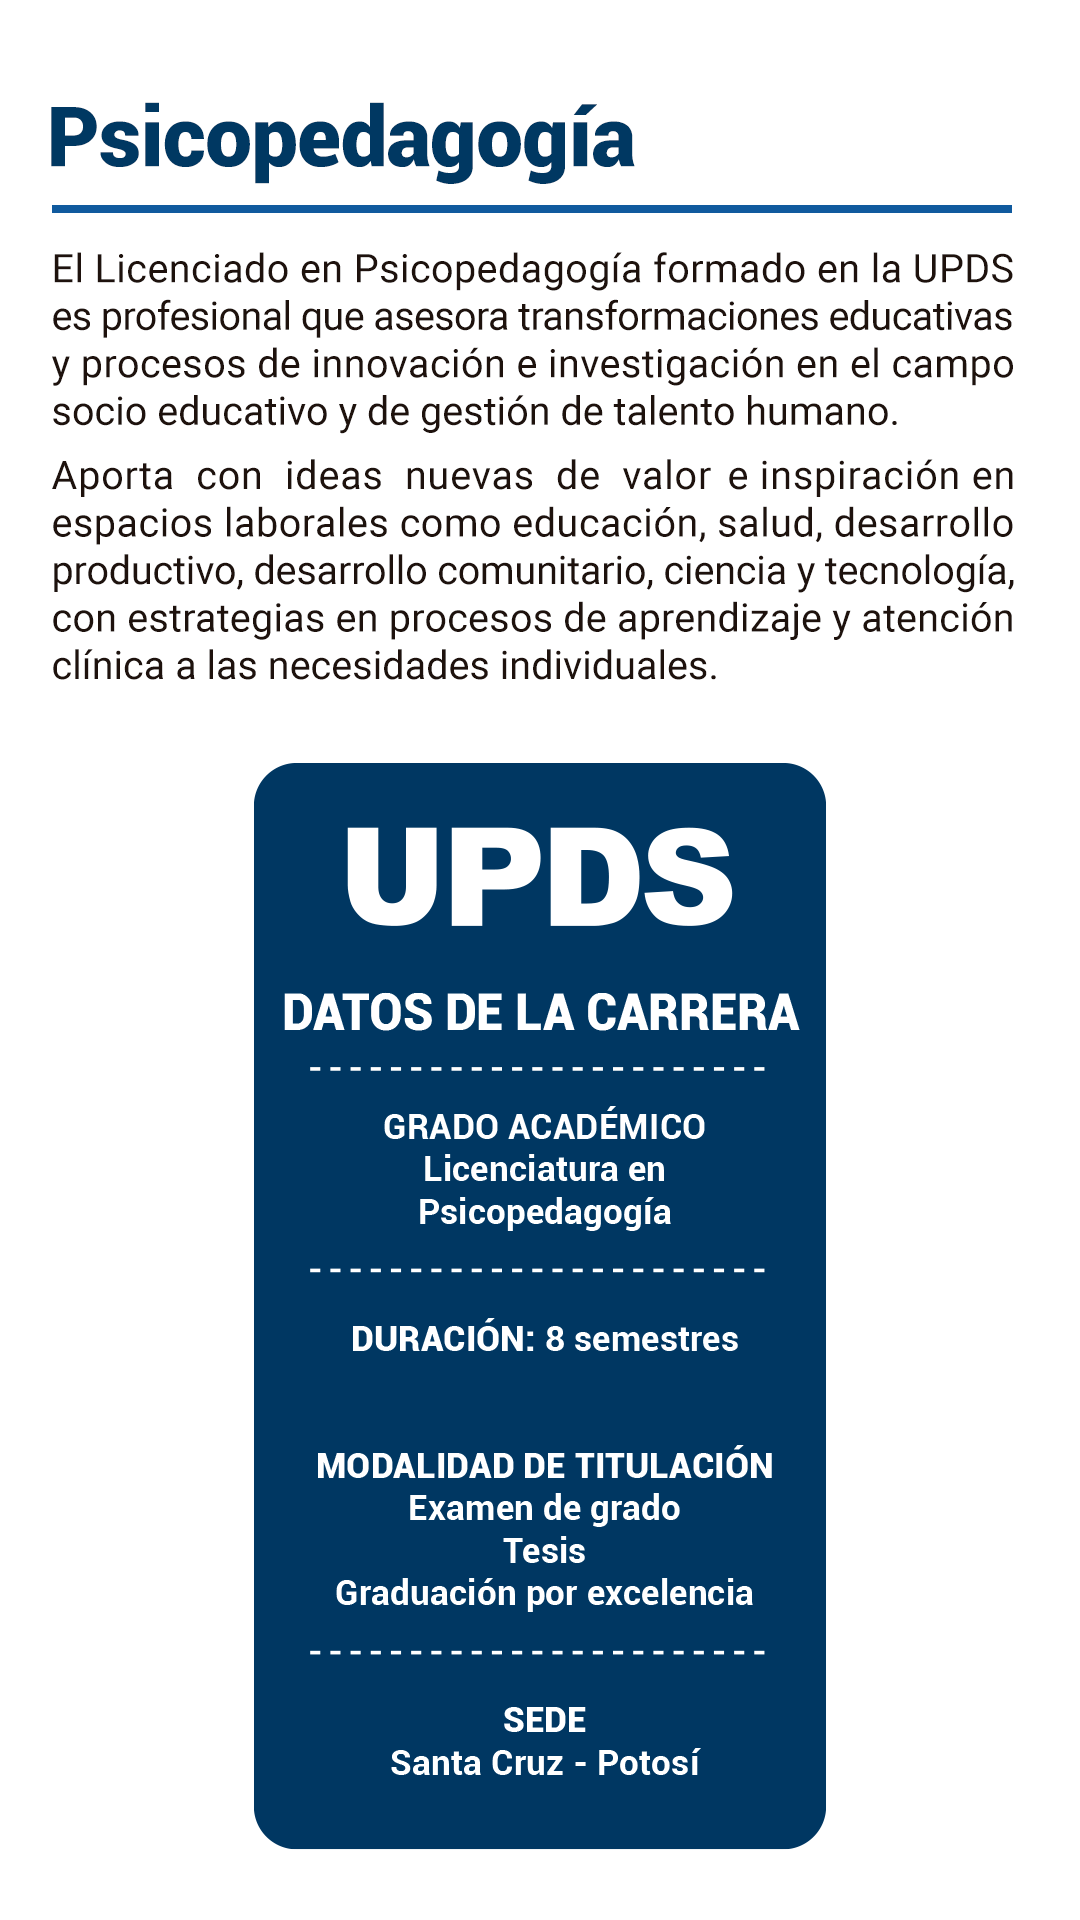 Psicopedagogía
El Licenciado en Psicopedagogía formado en la UPDS
es profesional que asesora transformaciones educativas
y procesos de innovación e investigación en el campo
socio educativo y de gestión de talento humano.
Aporta con ideas nuevas de valor e inspiración en
espacios laborales como educación, salud, desarrollo
productivo, desarrollo comunitario, ciencia y tecnología,
con estrategias en procesos de aprendizaje y atención
clínica a las necesidades individuales.
UPDS
DATOS DE LA CARRERA
GRADO ACADÉMICO
Licenciatura en
Psicopedagogía
DURACIÓN: 8 semestres
MODALIDAD DE TITULACIÓN
Examen de grado
Tesis
Graduación por excelencia
SEDE
Santa Cruz - Potosí